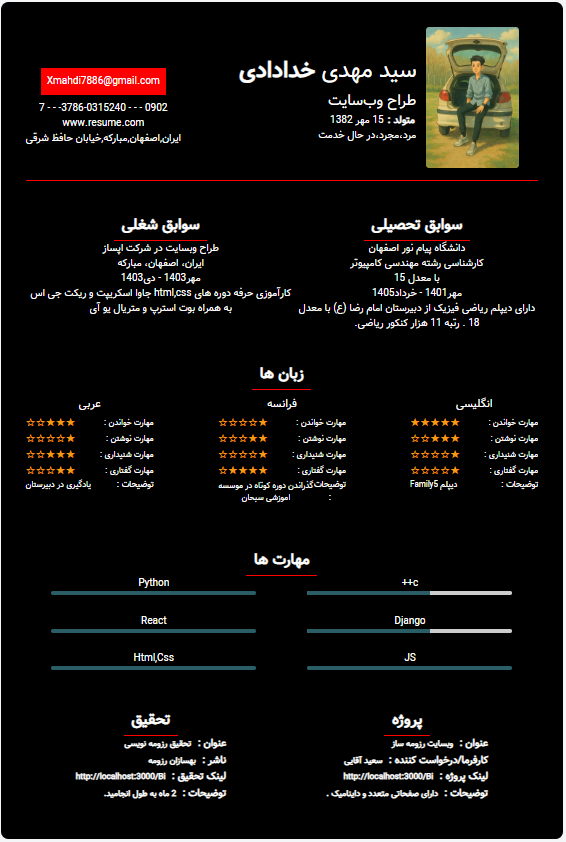 سید مهدی خدادادی
طراح وب‌سایت
متولد : 15 مهر 1382
مرد،مجرد،در حال خدمت
Xmahdi7886@gmail.com
7 - - -3786-0315240 - - - 0902
www.resume.com
ایران,اصفهان,مبارکه,خیابان حافظ شرقی
سوابق تحصیلی
دانشگاه پیام نور اصفهان
کارشناسی رشته مهندسی کامپیوتر
با معدل 15
مهر1401 - خرداد1405
دارای دیپلم ریاضی فیزیک از دبیرستان امام رضا (ع) با معدل
18 . رتبه 11 هزار کنکور ریاضی.
سوابق شغلی
طراح وبسایت در شرکت اپساز
ایران، اصفهان، مبارکه
مهر1403 - دی1403
کارآموزی حرفه دوره های html,css جاوا اسکریپت و ریکت جی اس
به همراه بوت استرپ و متریال یو آی
زبان ها
انگلیسی
مهارت خواندن : ★★★★★
مهارت نوشتن : ☆☆★★★
مهارت شنیداری : ☆☆☆☆★
مهارت گفتاری : ☆☆☆☆★
توضیحات : دیپلم Family5
فرانسه
مهارت خواندن : ☆☆☆☆★
مهارت نوشتن : ☆☆☆★★
مهارت شنیداری : ☆☆☆☆★
مهارت گفتاری : ☆★★★★
توضیحات : گذراندن دوره کوتاه در موسسه
اموزشی سبحان
عربی
مهارت خواندن : ☆☆★★★
مهارت نوشتن : ☆☆☆☆★
مهارت شنیداری : ☆☆★★★
مهارت گفتاری : ☆☆☆★★
توضیحات : یادگیری در دبیرستان
مهارت ها
++c
Python
Django
React
JS
Html,Css
پروژه
عنوان : وبسایت رزومه ساز
کارفرما/درخواست کننده : سعید آقایی
لینک پروژه : http://localhost:3000/Bi
توضیحات : دارای صفحاتی متعدد و داینامیک .
تحقیق
عنوان : تحقیق رزومه نویسی
ناشر : بهسازان رزومه
لینک تحقیق : http://localhost:3000/Bi
توضیحات : 2 ماه به طول انجامید.